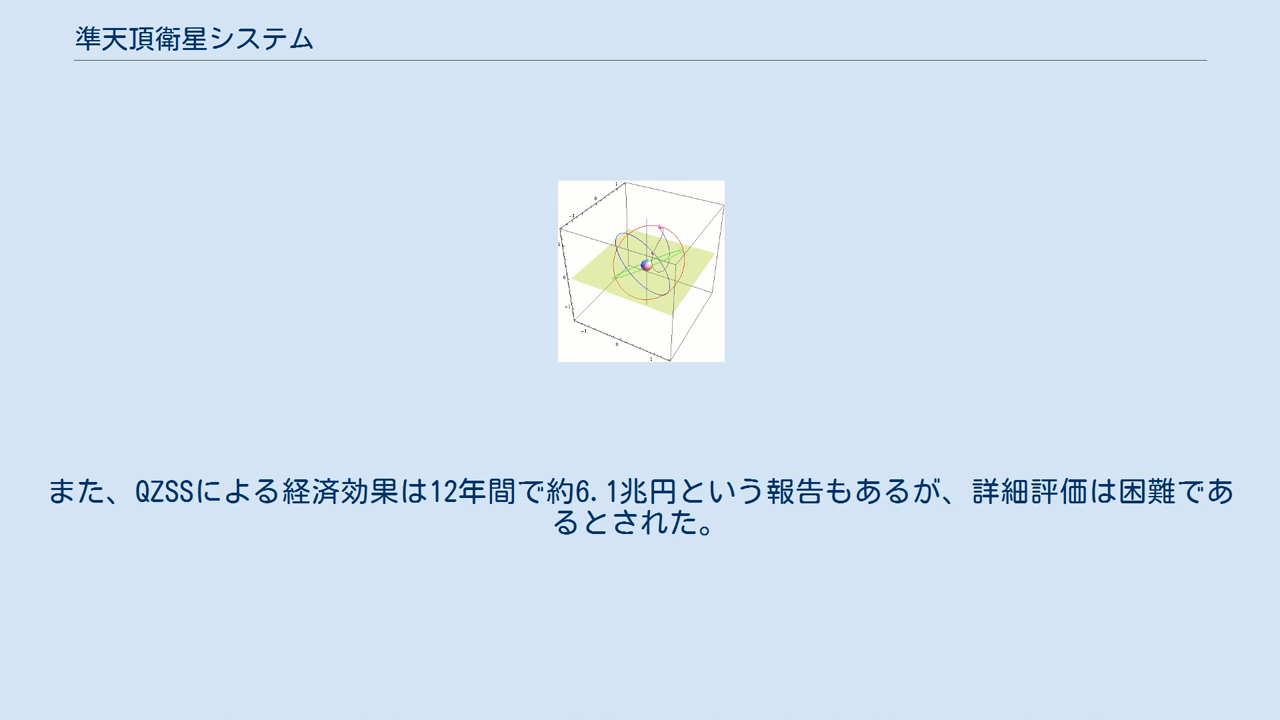 準天頂衛星システム
また、QZSSによる経済効果は12年間で約6.1兆円という報告もあるが、詳細評価は困難であ
るとされた。